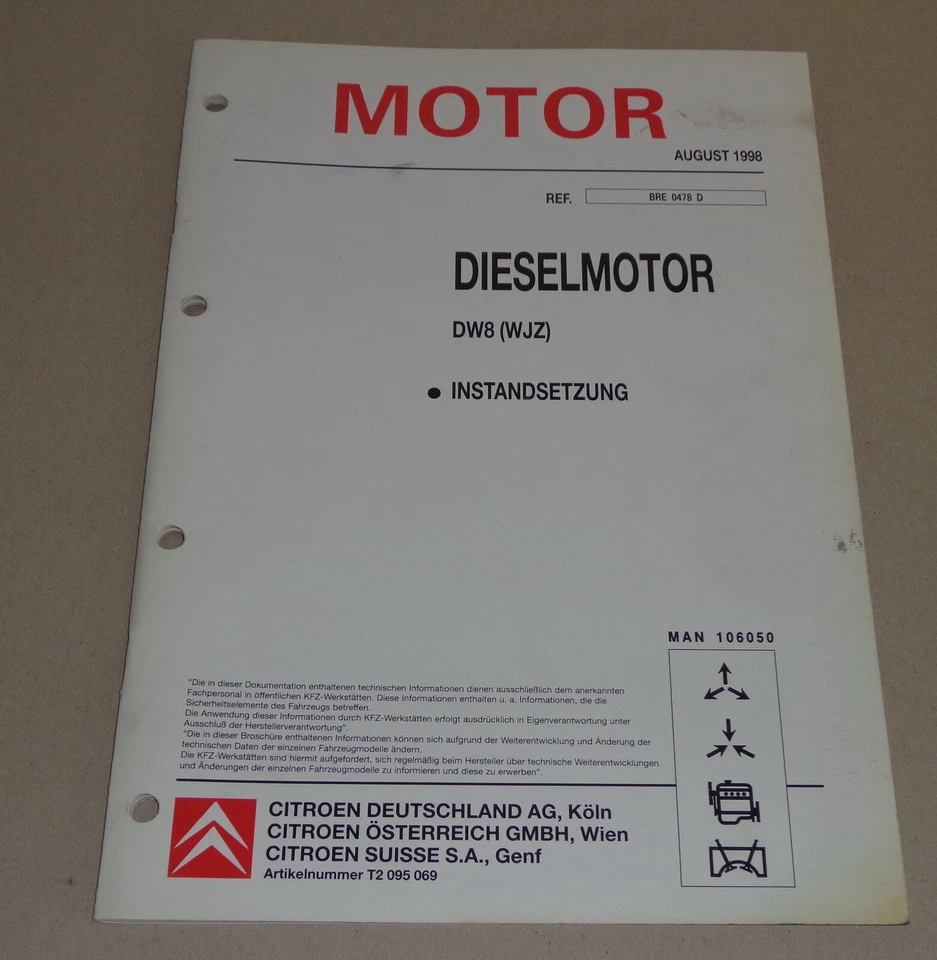 MOTOR
AUGUST 1998
REF. BRE 0478 D
DIESELMOTOR
DW8 (WJZ)
● INSTANDSETZUNG
MAN 106050
"Die in dieser Dokumentation enthaltenen technischen Informationen dienen ausschließlich dem anerkannten
Fachpersonal in öffentlichen KFZ-Werkstätten. Diese Informationen enthalten u. a. Informationen, die die
Sicherheitselemente des Fahrzeugs betreffen.
Die Anwendung dieser Informationen durch KFZ-Werkstätten erfolgt ausdrücklich in Eigenverantwortung unter
Ausschluß der Herstellerverantwortung".
"Die in dieser Broschüre enthaltenen Informationen können sich aufgrund der Weiterentwicklung und Änderung der
technischen Daten der einzelnen Fahrzeugmodelle ändern.
Die KFZ-Werkstätten sind hiermit aufgefordert, sich regelmäßig beim Hersteller über technische Weiterentwicklungen
und Änderungen der einzelnen Fahrzeugmodelle zu informieren und diese zu erwerben".
CITROEN DEUTSCHLAND AG, Köln
CITROEN ÖSTERREICH GMBH, Wien
CITROEN SUISSE S.A., Genf
Artikelnummer T2 095 069